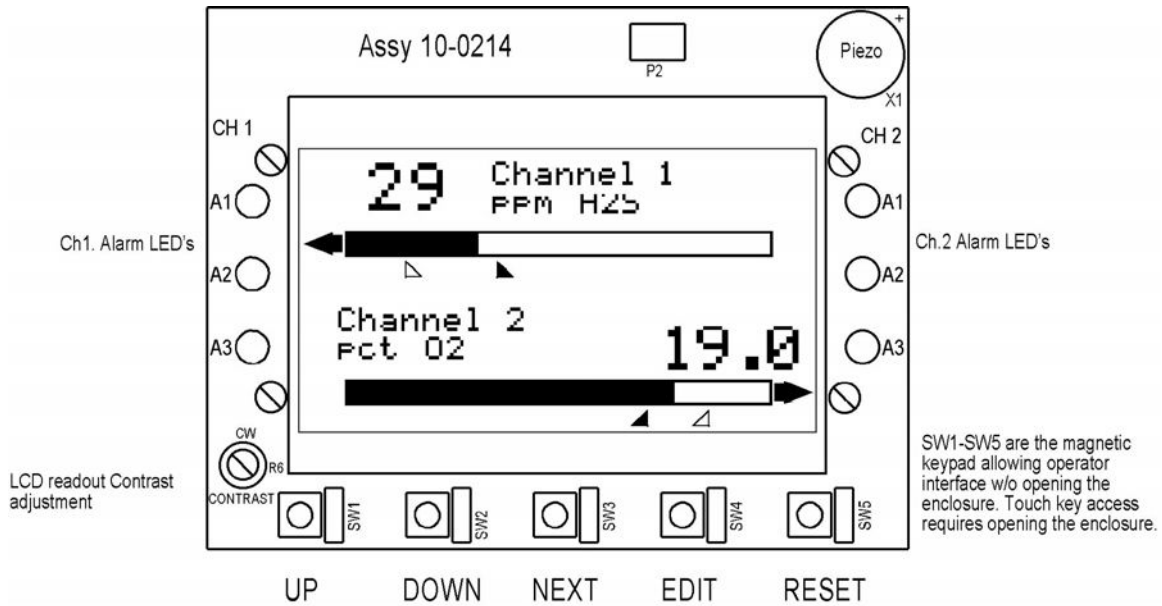 Assy 10-0214
P2
+
Piezo
X1
CH 1
CH 2
29
Channel 1
ppm H2S
A1
A1
Ch1. Alarm LED's
Ch.2 Alarm LED's
A2
A2
Channel 2
pct O2
19.0
A3
A3
CW
R6
CONTRAST
LCD readout Contrast
adjustment
SW1-SW5 are the magnetic
keypad allowing operator
interface w/o opening the
enclosure. Touch key access
requires opening the enclosure.
SW1
SW2
SW3
SW4
SW5
UP DOWN NEXT EDIT RESET